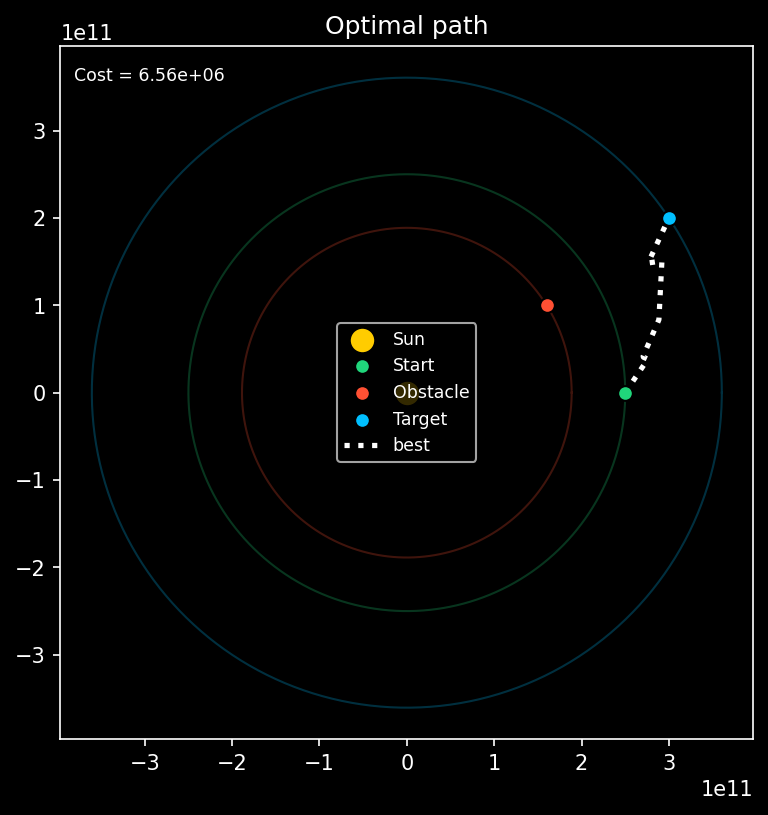 Optimal path
1e11
Cost = 6.56e+06
3
2
1
0
−1
−2
−3
Sun
Start
Obstacle
Target
best
−3 −2 −1 0 1 2 3
1e11